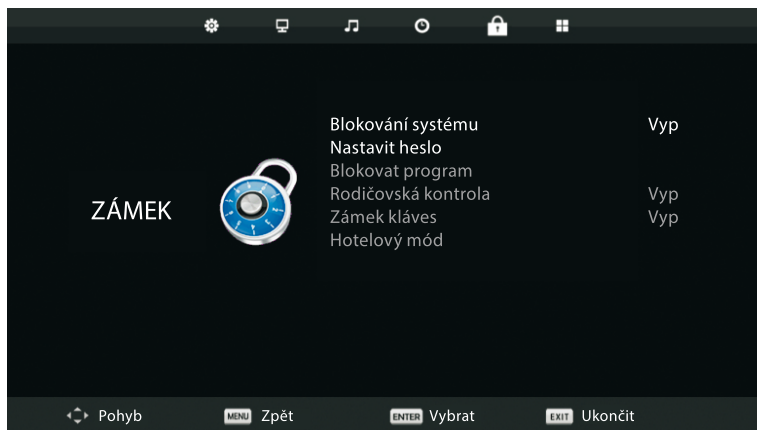 Blokování systému Vyp
Nastavit heslo
Blokovat program
Rodičovská kontrola Vyp
Zámek kláves Vyp
Hotelový mód
ZÁMEK
Pohyb MENU Zpět ENTER Vybrat EXIT Ukončit